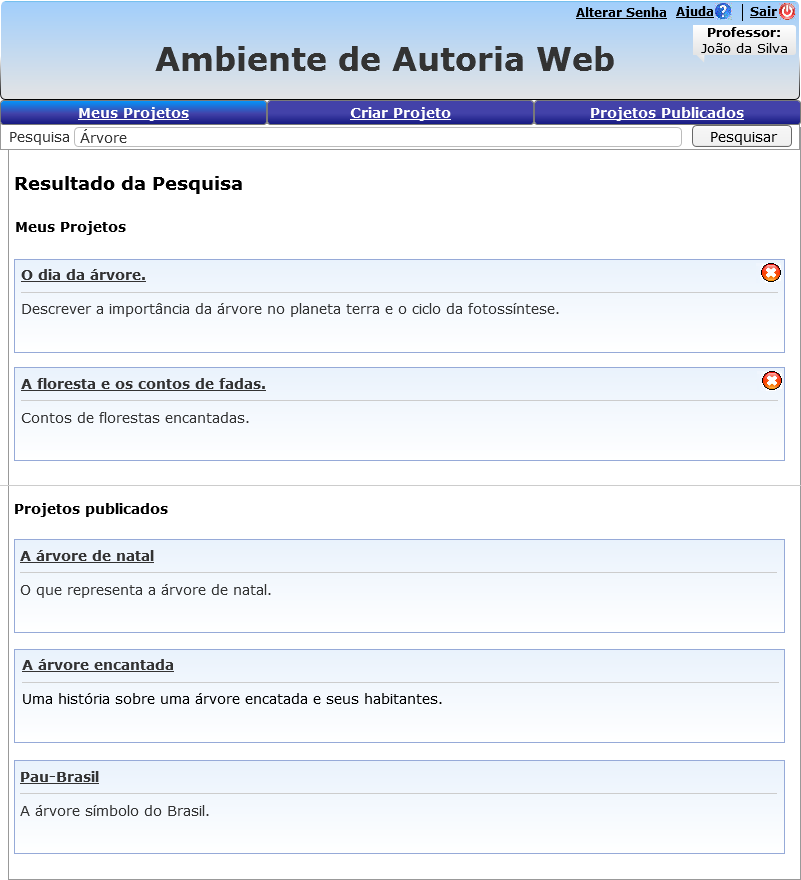 Alterar Senha Ajuda? | Sair
Professor:
João da Silva
Ambiente de Autoria Web
Meus Projetos Criar Projeto Projetos Publicados
Pesquisa Árvore Pesquisar
Resultado da Pesquisa
Meus Projetos
O dia da árvore.
Descrever a importância da árvore no planeta terra e o ciclo da fotossíntese.
A floresta e os contos de fadas.
Contos de florestas encantadas.
Projetos publicados
A árvore de natal
O que representa a árvore de natal.
A árvore encantada
Uma história sobre uma árvore encatada e seus habitantes.
Pau-Brasil
A árvore símbolo do Brasil.